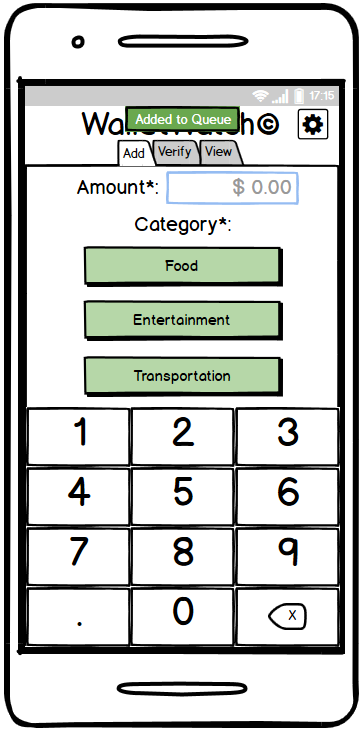 17:15
Added to Queue
WalletWatch©
Add Verify View
Amount*: $ 0.00
Category*:
Food
Entertainment
Transportation
1 2 3
4 5 6
7 8 9
. 0 X